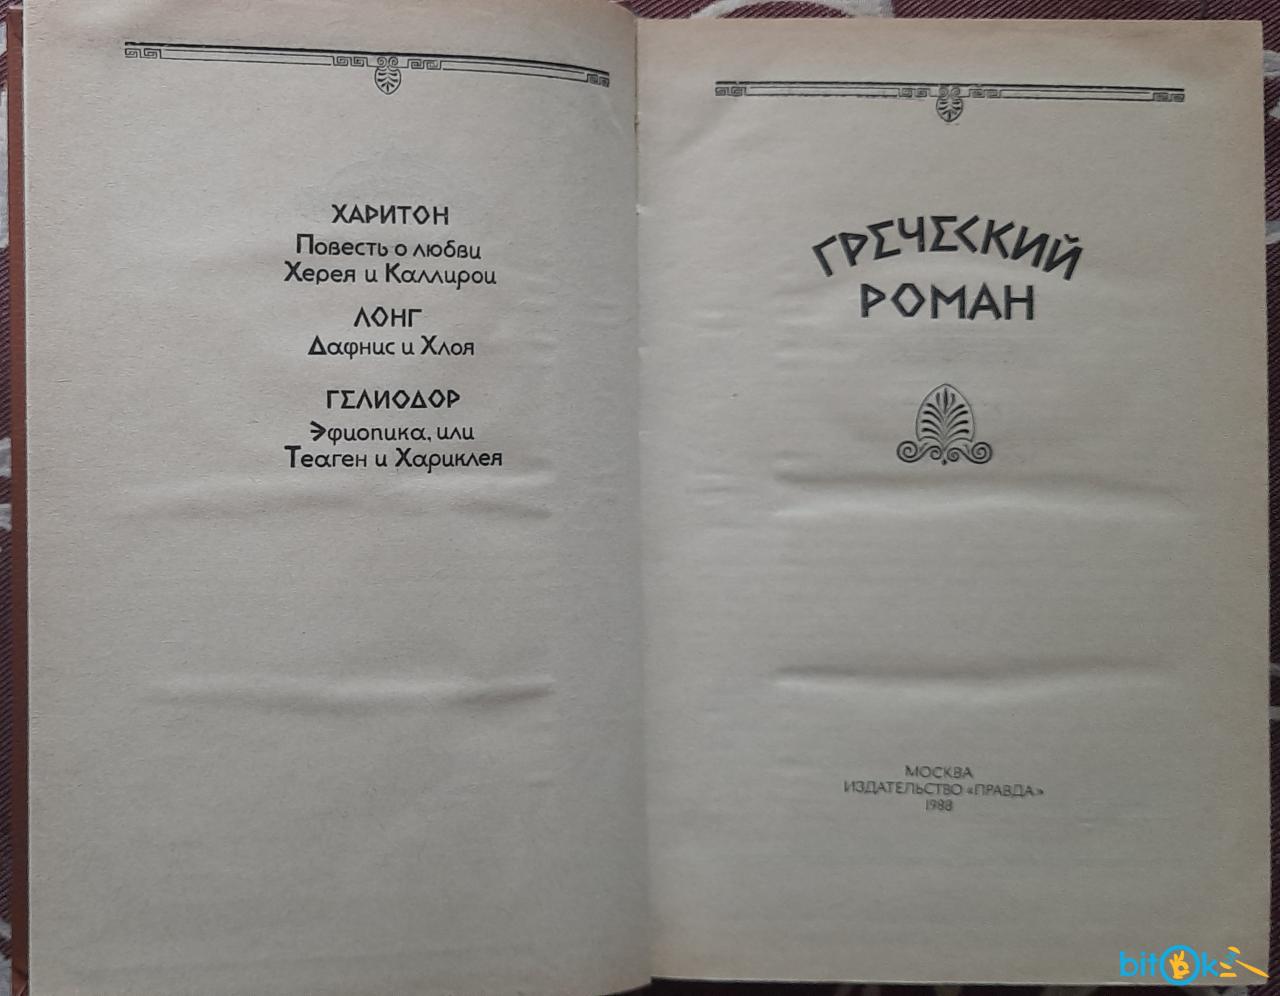 ХАРИТОН
Повесть о любви
Херея и Каллирои
ЛОНГ
Дафнис и Хлоя
ГЕЛИОДОР
Эфиопика, или
Теаген и Хариклея
ГРЕЧЕСКИЙ
РОМАН
МОСКВА
ИЗДАТЕЛЬСТВО «ПРАВДА»
1988
bitOk